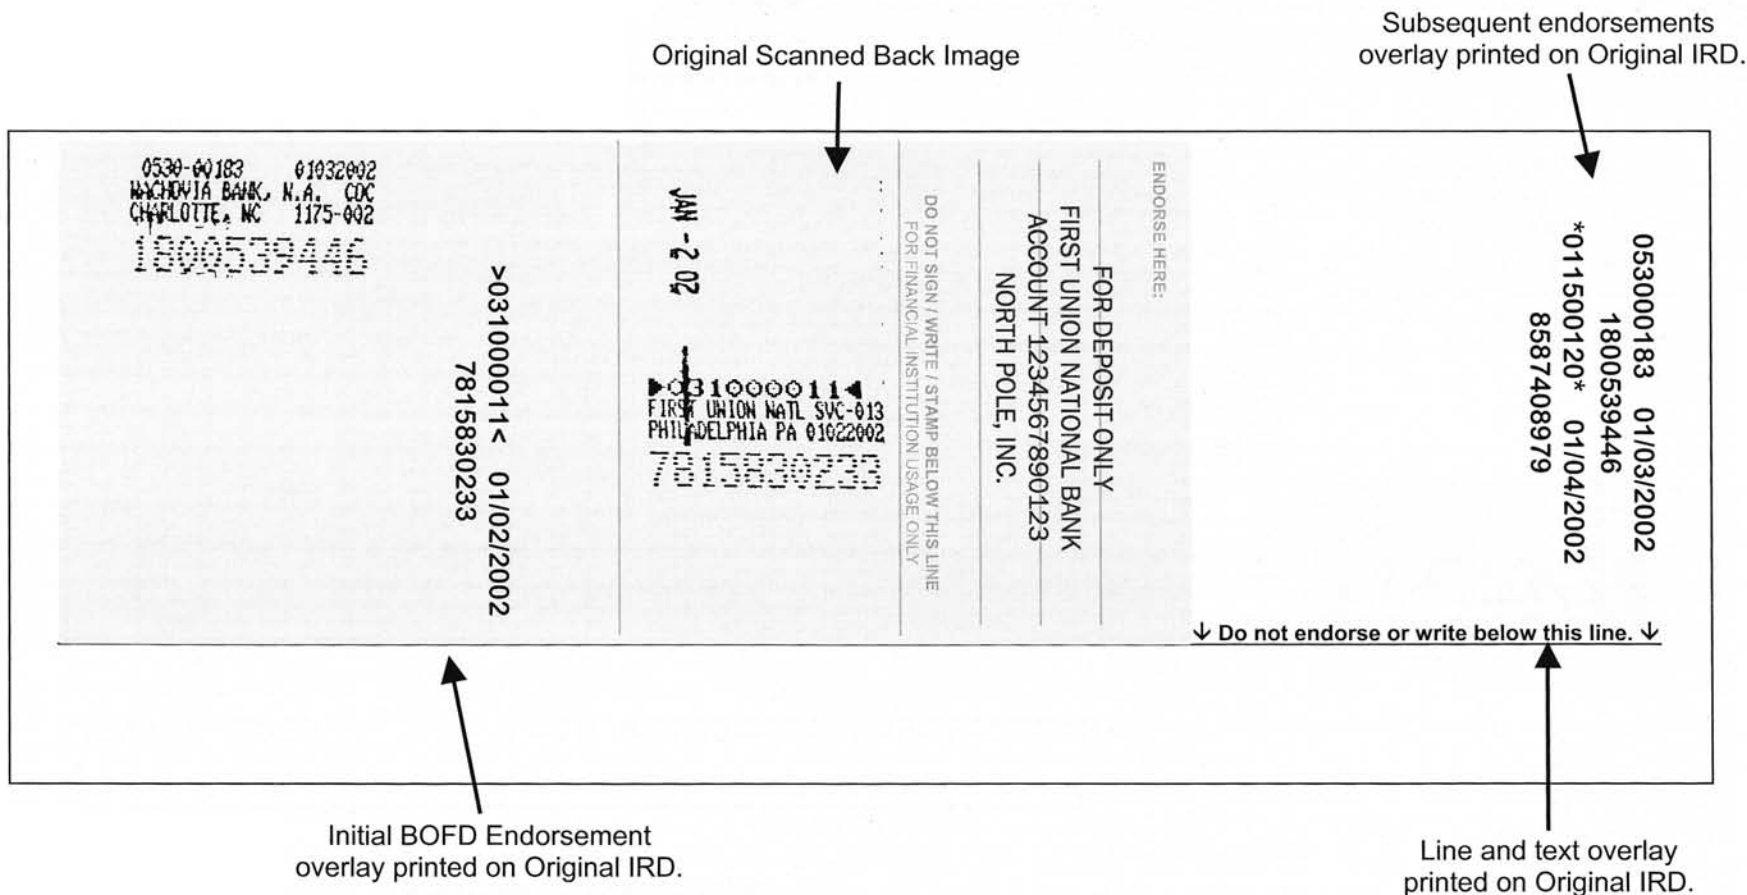 Original Scanned Back Image
Subsequent endorsements
overlay printed on Original IRD.
0530-00183 01032002
WACHOVIA BANK, N.A. CDC
CHARLOTTE, NC 1175-002
1800539446
>031000011< 01/02/2002
7815830233
JAN -2 02
►031000011◄
FIRST UNION NATL SVC-013
PHILADELPHIA PA 01022002
7815830233
ENDORSE HERE:
FOR DEPOSIT ONLY
FIRST UNION NATIONAL BANK
ACCOUNT 1234567890123
NORTH POLE, INC.
DO NOT SIGN / WRITE / STAMP BELOW THIS LINE
FOR FINANCIAL INSTITUTION USAGE ONLY
053000183 01/03/2002
1800539446
*011500120* 01/04/2002
8587408979
↓ Do not endorse or write below this line. ↓
Initial BOFD Endorsement
overlay printed on Original IRD.
Line and text overlay
printed on Original IRD.